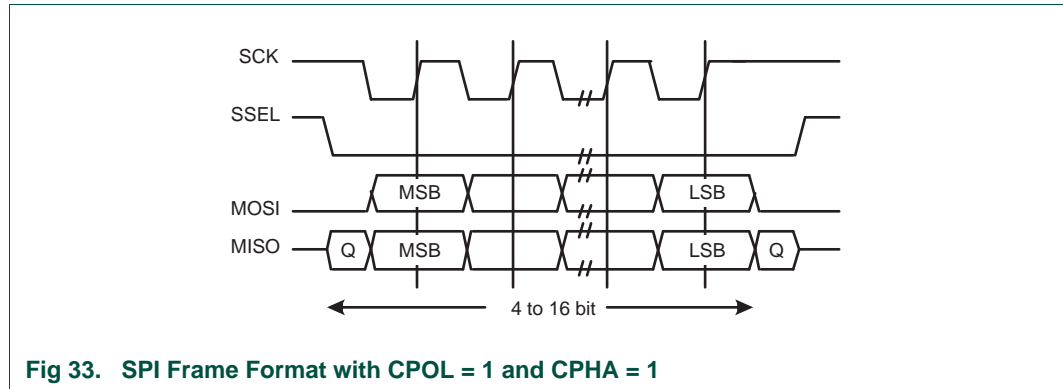 SCK
SSEL
MOSI MSB LSB
MISO Q MSB LSB Q
4 to 16 bit
Fig 33. SPI Frame Format with CPOL = 1 and CPHA = 1